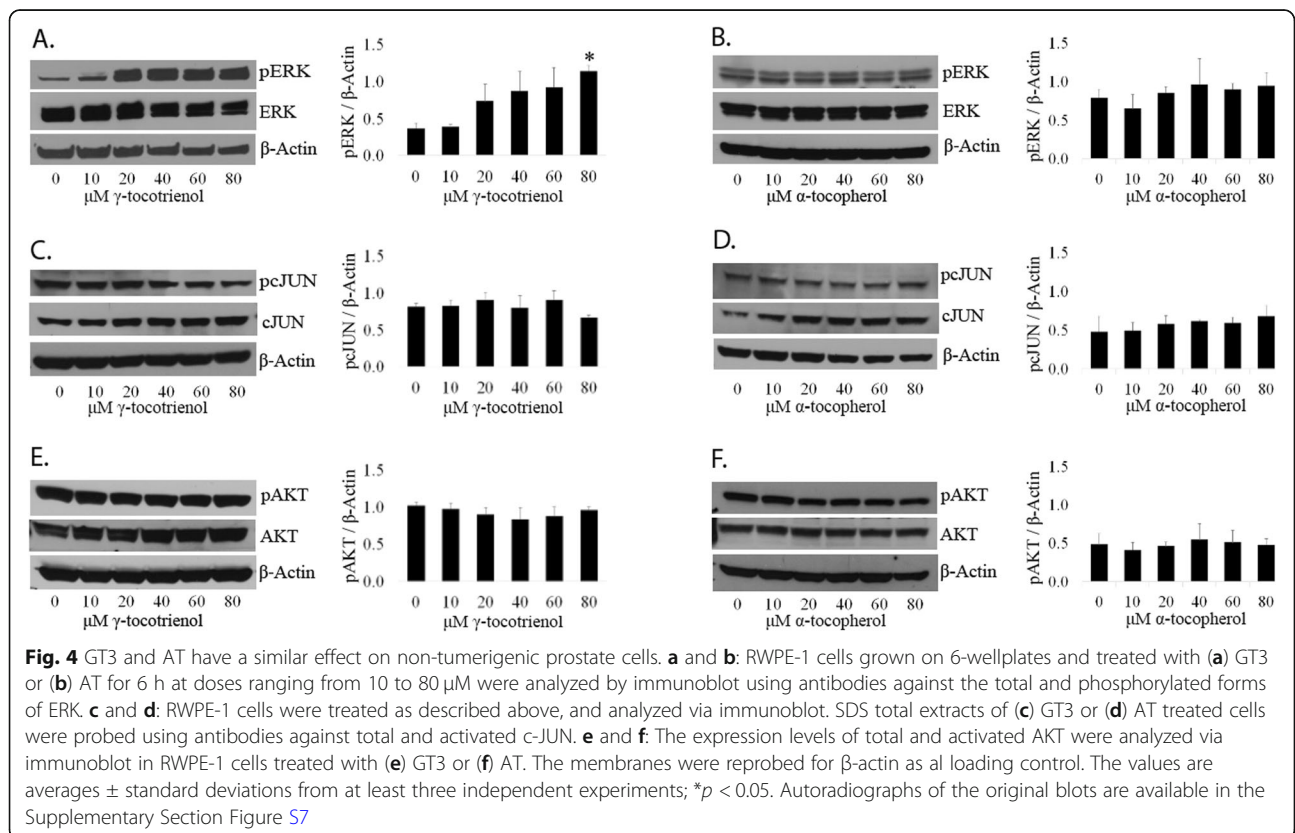 A.
pERK
ERK
β-Actin
0 10 20 40 60 80
μM γ-tocotrienol
pERK / β-Actin
1.5
1.0
0.5
0.0
*
0 10 20 40 60 80
μM γ-tocotrienol
B.
pERK
ERK
β-Actin
0 10 20 40 60 80
μM α-tocopherol
pERK / β-Actin
1.5
1.0
0.5
0.0
0 10 20 40 60 80
μM α-tocopherol
C.
pcJUN
cJUN
β-Actin
0 10 20 40 60 80
μM γ-tocotrienol
pcJUN / β-Actin
1.5
1.0
0.5
0.0
0 10 20 40 60 80
μM γ-tocotrienol
D.
pcJUN
cJUN
β-Actin
0 10 20 40 60 80
μM α-tocopherol
pcJUN / β-Actin
1.5
1.0
0.5
0.0
0 10 20 40 60 80
μM α-tocopherol
E.
pAKT
AKT
β-Actin
0 10 20 40 60 80
μM γ-tocotrienol
pAKT / β-Actin
1.5
1.0
0.5
0.0
0 10 20 40 60 80
μM γ-tocotrienol
F.
pAKT
AKT
β-Actin
0 10 20 40 60 80
μM α-tocopherol
pAKT / β-Actin
1.5
1.0
0.5
0.0
0 10 20 40 60 80
μM α-tocopherol
Fig. 4 GT3 and AT have a similar effect on non-tumerigenic prostate cells. a and b: RWPE-1 cells grown on 6-wellplates and treated with (a) GT3
or (b) AT for 6 h at doses ranging from 10 to 80 μM were analyzed by immunoblot using antibodies against the total and phosphorylated forms
of ERK. c and d: RWPE-1 cells were treated as described above, and analyzed via immunoblot. SDS total extracts of (c) GT3 or (d) AT treated cells
were probed using antibodies against total and activated c-JUN. e and f: The expression levels of total and activated AKT were analyzed via
immunoblot in RWPE-1 cells treated with (e) GT3 or (f) AT. The membranes were reprobed for β-actin as al loading control. The values are
averages ± standard deviations from at least three independent experiments; *p < 0.05. Autoradiographs of the original blots are available in the
Supplementary Section Figure S7